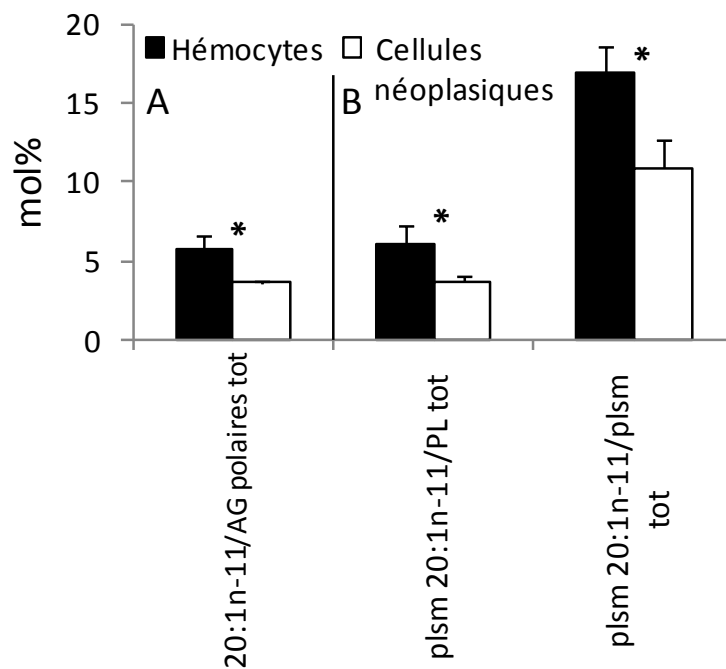 20
15
10
5
0
mol%
Hémocytes
Cellules
néoplasiques
A
B
*
*
*
20:1n-11/AG polaires tot
plsm 20:1n-11/PL tot
plsm 20:1n-11/plsm
tot